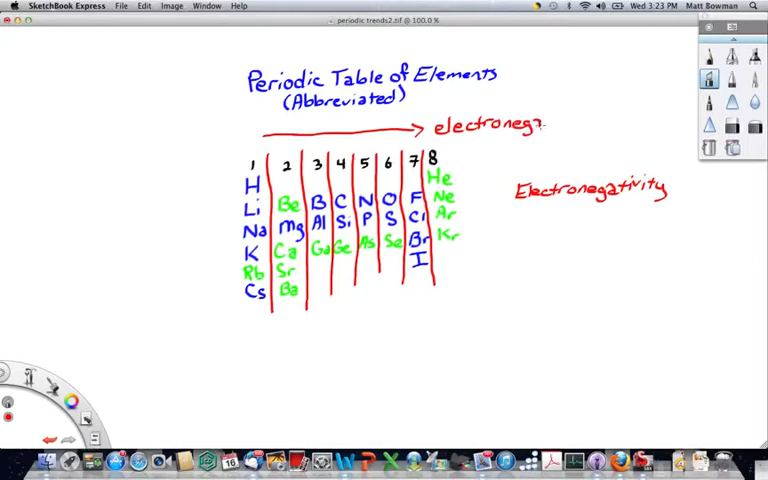 SketchBook Express File Edit Image Window Help Wed 3:23 PM Matt Bowman
periodic trends2.tif @ 100.0 %
Periodic Table of Elements
(Abbreviated)
electronega
1 2 3 4 5 6 7 8
H He
Li Be B C N O F Ne
Na Mg Al Si P S Cl Ar
K Ca Ga Ge As Se Br Kr
Rb Sr I
Cs Ba
Electronegativity